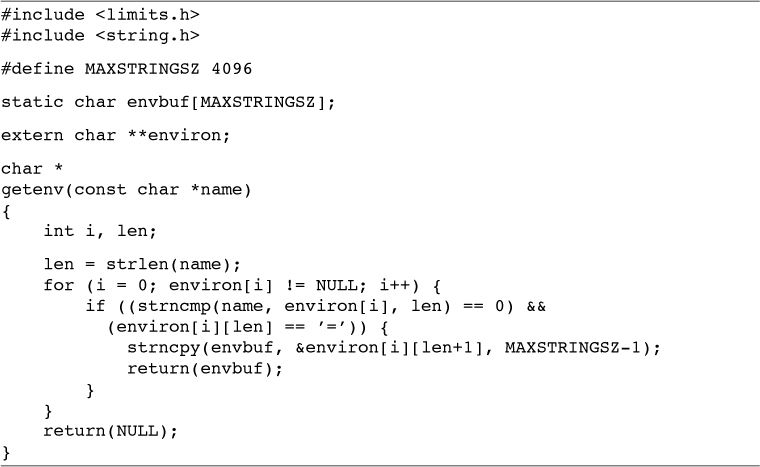 #include <limits.h>
#include <string.h>
#define MAXSTRINGSZ 4096
static char envbuf[MAXSTRINGSZ];
extern char **environ;
char *
getenv(const char *name)
{
int i, len;
len = strlen(name);
for (i = 0; environ[i] != NULL; i++) {
if ((strncmp(name, environ[i], len) == 0) &&
(environ[i][len] == ’=’)) {
strncpy(envbuf, &environ[i][len+1], MAXSTRINGSZ-1);
return(envbuf);
}
}
return(NULL);
}